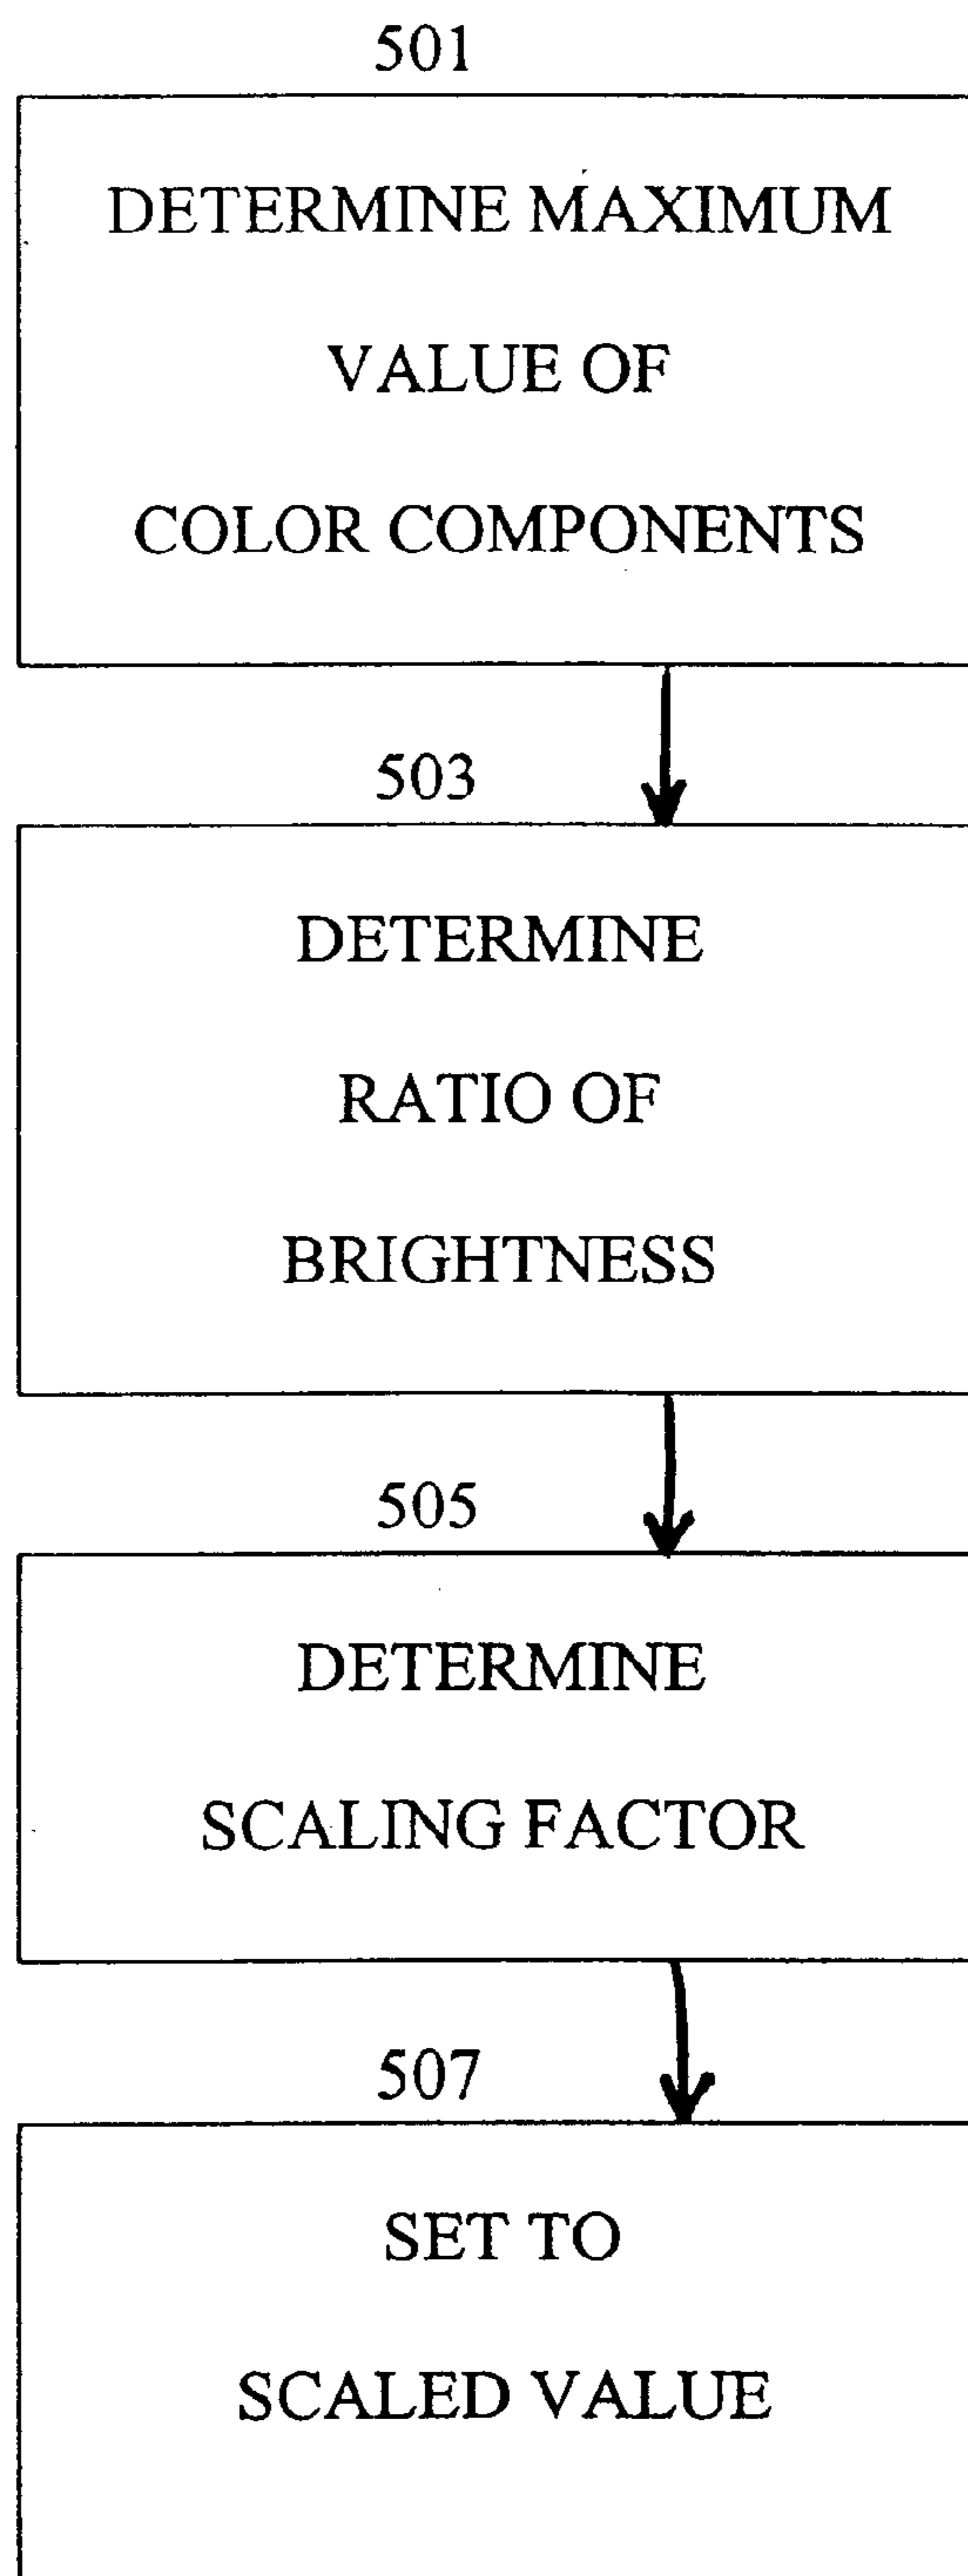 501
DETERMINE MAXIMUM
VALUE OF
COLOR COMPONENTS
503
DETERMINE
RATIO OF
BRIGHTNESS
505
DETERMINE
SCALING FACTOR
507
SET TO
SCALED VALUE